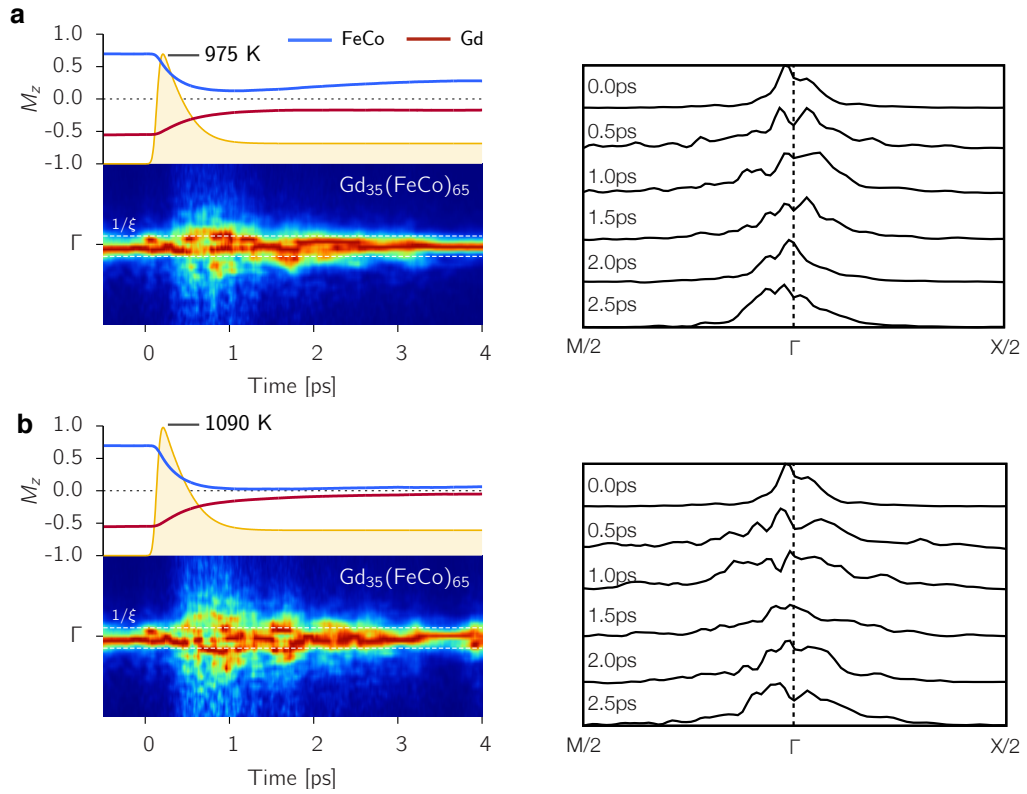 a
FeCo Gd
975 K
1.0
0.5
0.0
-0.5
-1.0
M_z
Gd₃₅(FeCo)₆₅
1/ξ
Γ
0 1 2 3 4
Time [ps]
0.0ps
0.5ps
1.0ps
1.5ps
2.0ps
2.5ps
M/2 Γ X/2
b
1090 K
1.0
0.5
0.0
-0.5
-1.0
M_z
Gd₃₅(FeCo)₆₅
1/ξ
Γ
0 1 2 3 4
Time [ps]
0.0ps
0.5ps
1.0ps
1.5ps
2.0ps
2.5ps
M/2 Γ X/2